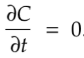 ∂C/∂t = 0.